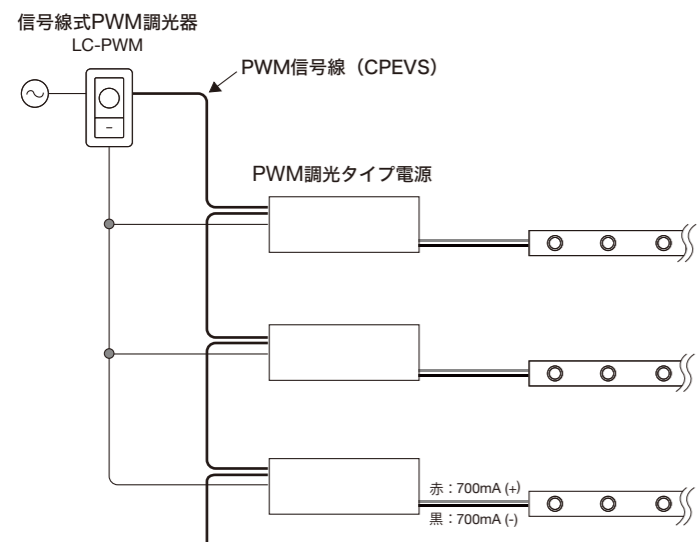 信号線式PWM調光器
LC-PWM
PWM信号線（CPEVS）
PWM調光タイプ電源
赤：700mA (+)
黒：700mA (-)